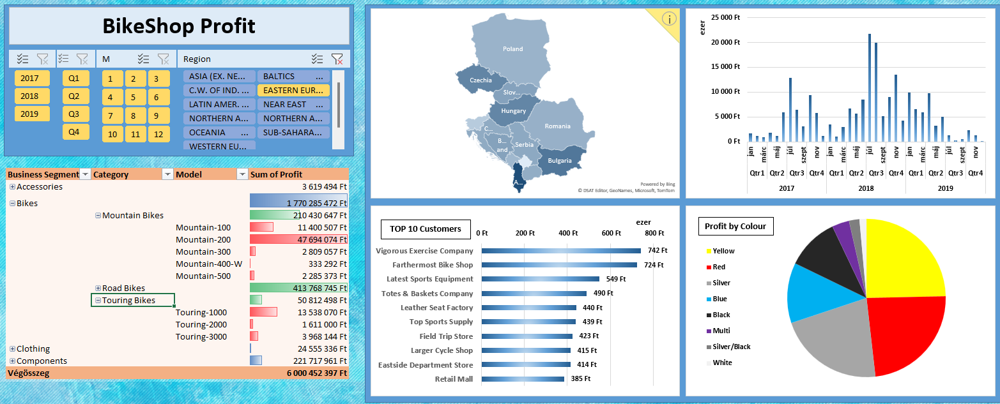 BikeShop Profit
M
Region
2017
2018
2019
Q1
Q2
Q3
Q4
1 2 3
4 5 6
7 8 9
10 11 12
ASIA (EX. NE... BALTICS ...
C.W. OF IND. ... EASTERN EUR...
LATIN AMER. ... NEAR EAST ...
NORTHERN A... NORTHERN A...
OCEANIA ... SUB-SAHARA...
WESTERN EU...
Business Segment Category Model Sum of Profit
Accessories 3 619 494 Ft
Bikes 1 770 285 472 Ft
Mountain Bikes 210 430 647 Ft
Mountain-100 11 400 507 Ft
Mountain-200 47 694 074 Ft
Mountain-300 2 809 057 Ft
Mountain-400-W 333 292 Ft
Mountain-500 2 285 373 Ft
Road Bikes 413 768 745 Ft
Touring Bikes 50 812 498 Ft
Touring-1000 13 538 070 Ft
Touring-2000 1 611 000 Ft
Touring-3000 3 968 144 Ft
Clothing 24 555 336 Ft
Components 221 717 961 Ft
Végösszeg 6 000 452 397 Ft
Poland
Czechia
Slov...
Hungary
Romania
C...
B... and
Serbia
Bulgaria
A...
Powered by Bing
© DSAT Editor, GeoNames, Microsoft, TomTom
ezer
25 000 Ft
20 000 Ft
15 000 Ft
10 000 Ft
5 000 Ft
0 Ft
jan márc máj júl szept nov jan márc máj júl szept nov jan márc máj júl szept nov
Qtr1 Qtr2 Qtr3 Qtr4 Qtr1 Qtr2 Qtr3 Qtr4 Qtr1 Qtr2 Qtr3 Qtr4
2017 2018 2019
TOP 10 Customers
ezer
0 Ft 200 Ft 400 Ft 600 Ft 800 Ft
Vigorous Exercise Company 742 Ft
Farthermost Bike Shop 724 Ft
Latest Sports Equipment 549 Ft
Totes & Baskets Company 490 Ft
Leather Seat Factory 440 Ft
Top Sports Supply 439 Ft
Field Trip Store 423 Ft
Larger Cycle Shop 415 Ft
Eastside Department Store 414 Ft
Retail Mall 385 Ft
Profit by Colour
Yellow
Red
Silver
Blue
Black
Multi
Silver/Black
White